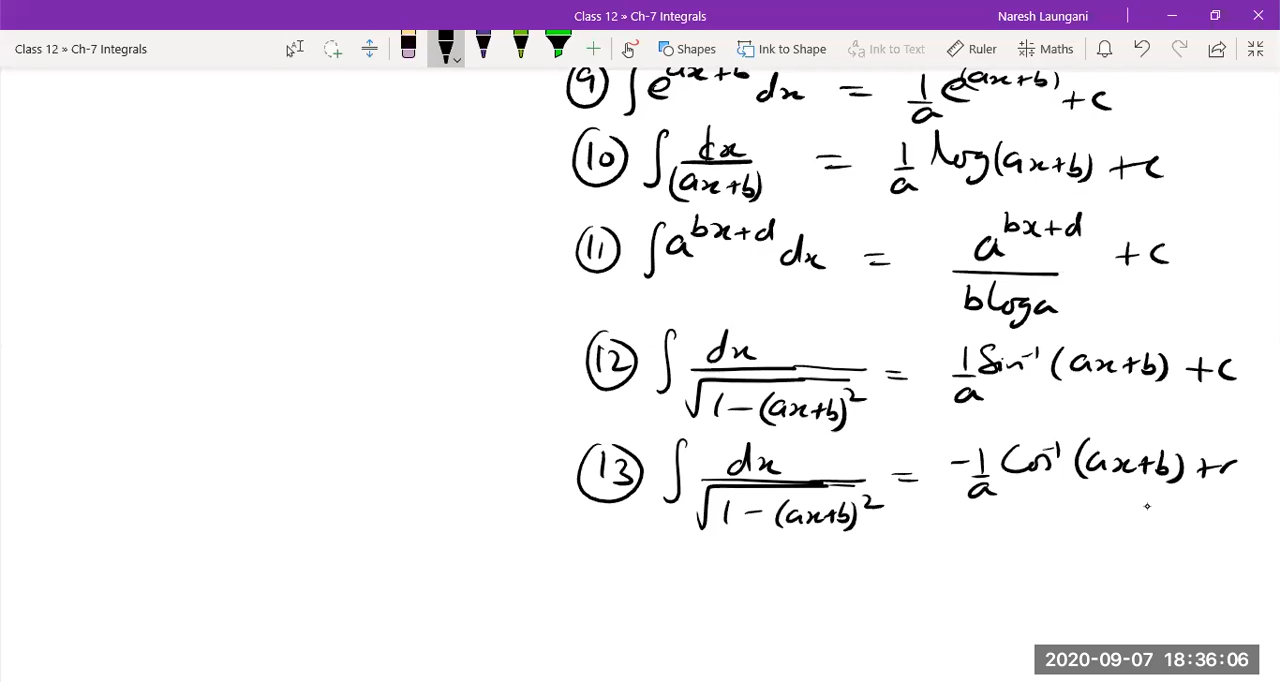 Class 12 » Ch-7 Integrals
Naresh Laungani
Class 12 » Ch-7 Integrals
Shapes
Ink to Shape
Ink to Text
Ruler
Maths
⑨ ∫ e^(ax+b) dx = 1/a e^(ax+b) + c
⑩ ∫ dx/(ax+b) = 1/a log(ax+b) + c
⑪ ∫ a^(bx+d) dx = a^(bx+d)/(b log a) + c
⑫ ∫ dx/√(1-(ax+b)²) = 1/a Sin⁻¹(ax+b) + c
⑬ ∫ dx/√(1-(ax+b)²) = -1/a Cos⁻¹(ax+b) + c
2020-09-07 18:36:06